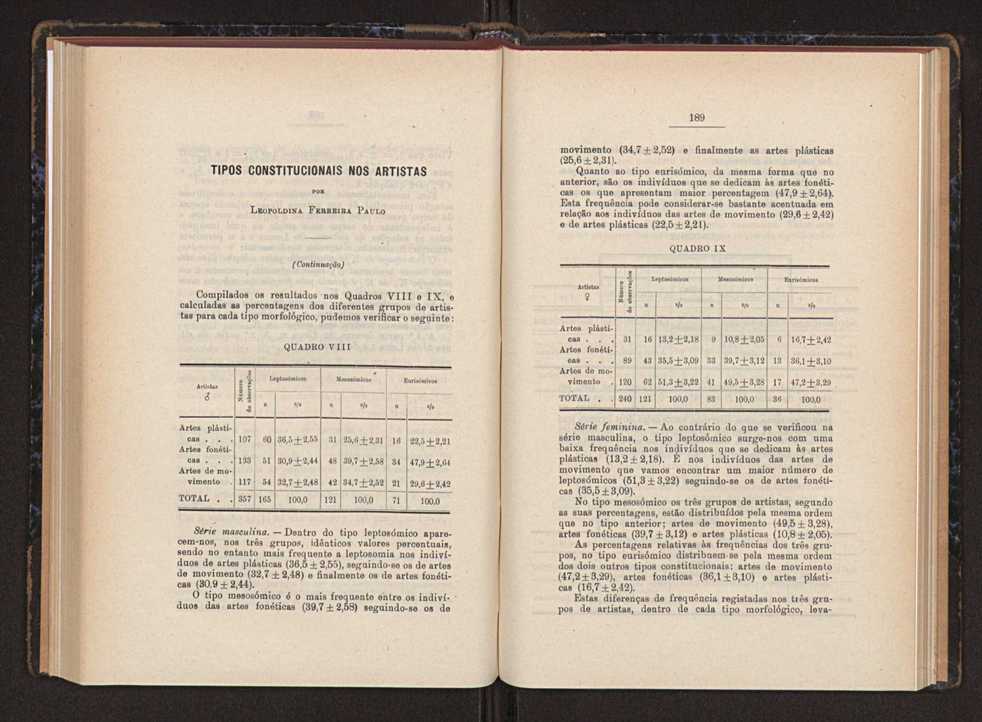 TIPOS CONSTITUCIONAIS NOS ARTISTAS
POR
LEOPOLDINA FERREIRA PAULO
(Continuação)
Compilados os resultados nos Quadros VIII e IX, e
calculadas as percentagens dos diferentes grupos de artis-
tas para cada tipo morfológico, pudemos verificar o seguinte:
QUADRO VIII
Artistas ♂ Número de observações Leptosómicos Mesosómicos Eurisómicos
n % n % n %
Artes plásti-
cas . . . 107 60 36,5±2,55 31 25,6±2,31 16 22,5±2,21
Artes fonéti-
cas . . . 133 51 30,9±2,44 48 39,7±2,58 34 47,9±2,64
Artes de mo-
vimento . 117 54 32,7±2,48 42 34,7±2,52 21 29,6±2,42
TOTAL . . 357 165 100,0 121 100,0 71 100,0
Série masculina. — Dentro do tipo leptosómico apare-
cem-nos, nos três grupos, idênticos valores percentuais,
sendo no entanto mais frequente a leptosomia nos indiví-
duos de artes plásticas (36,5 ± 2,55), seguindo-se os de artes
de movimento (32,7 ± 2,48) e finalmente os de artes fonéti-
cas (30,9 ± 2,44).
O tipo mesosómico é o mais frequente entre os indiví-
duos das artes fonéticas (39,7 ± 2,58) seguindo-se os de
189
movimento (34,7 ± 2,52) e finalmente as artes plásticas
(25,6 ± 2,31).
Quanto ao tipo eurisómico, da mesma forma que no
anterior, são os indivíduos que se dedicam às artes fonéti-
cas os que apresentam maior percentagem (47,9 ± 2,64).
Esta frequência pode considerar-se bastante acentuada em
relação aos indivíduos das artes de movimento (29,6 ± 2,42)
e de artes plásticas (22,5 ± 2,21).
QUADRO IX
Artistas ♀ Número de observações Leptosómicos Mesosómicos Eurisómicos
n % n % n %
Artes plásti-
cas . . . 31 16 13,2±2,18 9 10,8±2,05 6 16,7±2,42
Artes fonéti-
cas . . . 89 43 35,5±3,09 33 39,7±3,12 13 36,1±3,10
Artes de mo-
vimento . 120 62 51,3±3,22 41 49,5±3,28 17 47,2±3,29
TOTAL . . 240 121 100,0 83 100,0 36 100,0
Série feminina. — Ao contrário do que se verificou na
série masculina, o tipo leptosómico surge-nos com uma
baixa frequência nos indivíduos que se dedicam às artes
plásticas (13,2 ± 2,18). É nos indivíduos das artes de
movimento que vamos encontrar um maior número de
leptosómicos (51,3 ± 3,22) seguindo-se os de artes fonéti-
cas (35,5 ± 3,09).
No tipo mesosómico os três grupos de artistas, segundo
as suas percentagens, estão distribuídos pela mesma ordem
que no tipo anterior; artes de movimento (49,5 ± 3,28),
artes fonéticas (39,7 ± 3,12) e artes plásticas (10,8 ± 2,05).
As percentagens relativas às frequências dos três gru-
pos, no tipo eurisómico distribuem-se pela mesma ordem
dos dois outros tipos constitucionais: artes de movimento
(47,2 ± 3,29), artes fonéticas (36,1 ± 3,10) e artes plásti-
cas (16,7 ± 2,42).
Estas diferenças de frequência registadas nos três gru-
pos de artistas, dentro de cada tipo morfológico, leva-